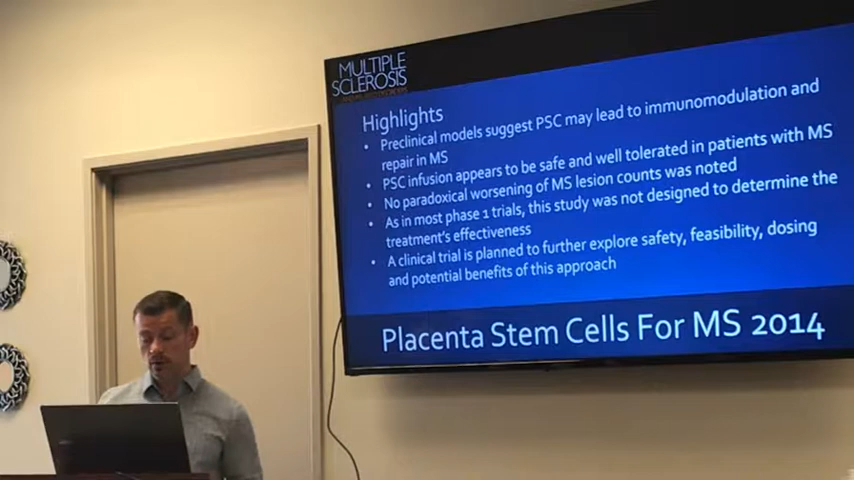 MULTIPLE
SCLEROSIS
Highlights
• Preclinical models suggest PSC may lead to immunomodulation and
repair in MS
• PSC infusion appears to be safe and well tolerated in patients with MS
• No paradoxical worsening of MS lesion counts was noted
• As in most phase 1 trials, this study was not designed to determine the
treatment's effectiveness
• A clinical trial is planned to further explore safety, feasibility, dosing
and potential benefits of this approach
Placenta Stem Cells For MS 2014